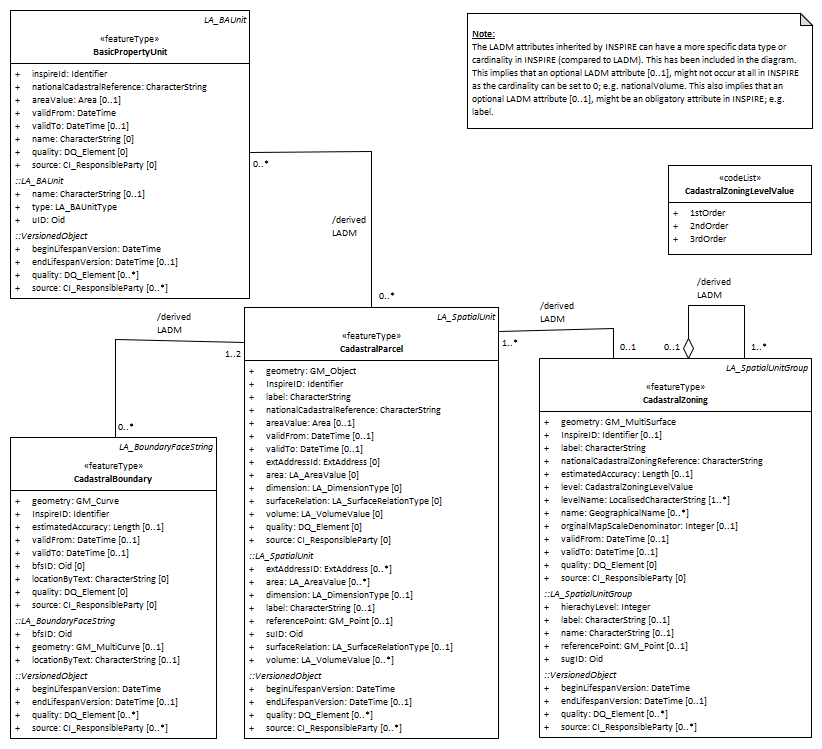 LA_BAUnit
«featureType»
BasicPropertyUnit
+ inspireId: Identifier
+ nationalCadastralReference: CharacterString
+ areaValue: Area [0..1]
+ validFrom: DateTime
+ validTo: DateTime [0..1]
+ name: CharacterString [0]
+ quality: DQ_Element [0]
+ source: CI_ResponsibleParty [0]
::LA_BAUnit
+ name: CharacterString [0..1]
+ type: LA_BAUnitType
+ uID: Oid
::VersionedObject
+ beginLifespanVersion: DateTime
+ endLifespanVersion: DateTime [0..1]
+ quality: DQ_Element [0..*]
+ source: CI_ResponsibleParty [0..*]
Note:
The LADM attributes inherited by INSPIRE can have a more specific data type or
cardinality in INSPIRE (compared to LADM). This has been included in the diagram.
This implies that an optional LADM attribute [0..1], might not occur at all in INSPIRE
as the cardinality can be set to 0; e.g. nationalVolume. This also implies that an
optional LADM attribute [0..1], might be an obligatory attribute in INSPIRE; e.g.
label.
«codeList»
CadastralZoningLevelValue
+ 1stOrder
+ 2ndOrder
+ 3rdOrder
0..*
/derived
LADM
0..*
/derived
LADM
1..2
0..*
/derived
LADM
1..*
0..1
/derived
LADM
0..1
1..*
LA_BoundaryFaceString
«featureType»
CadastralBoundary
+ geometry: GM_Curve
+ InspireID: Identifier
+ estimatedAccuracy: Length [0..1]
+ validFrom: DateTime [0..1]
+ validTo: DateTime [0..1]
+ bfsID: Oid [0]
+ locationByText: CharacterString [0]
+ quality: DQ_Element [0]
+ source: CI_ResponsibleParty [0]
::LA_BoundaryFaceString
+ bfsID: Oid
+ geometry: GM_MultiCurve [0..1]
+ locationByText: CharacterString [0..1]
::VersionedObject
+ beginLifespanVersion: DateTime
+ endLifespanVersion: DateTime [0..1]
+ quality: DQ_Element [0..*]
+ source: CI_ResponsibleParty [0..*]
LA_SpatialUnit
«featureType»
CadastralParcel
+ geometry: GM_Object
+ InspireID: Identifier
+ label: CharacterString
+ nationalCadastralReference: CharacterString
+ areaValue: Area [0..1]
+ validFrom: DateTime [0..1]
+ validTo: DateTime [0..1]
+ extAddressId: ExtAddress [0]
+ area: LA_AreaValue [0]
+ dimension: LA_DimensionType [0]
+ surfaceRelation: LA_SurfaceRelationType [0]
+ volume: LA_VolumeValue [0]
+ quality: DQ_Element [0]
+ source: CI_ResponsibleParty [0]
::LA_SpatialUnit
+ extAddressID: ExtAddress [0..*]
+ area: LA_AreaValue [0..*]
+ dimension: LA_DimensionType [0..1]
+ label: CharacterString [0..1]
+ referencePoint: GM_Point [0..1]
+ suID: Oid
+ surfaceRelation: LA_SurfaceRelationType [0..1]
+ volume: LA_VolumeValue [0..*]
::VersionedObject
+ beginLifespanVersion: DateTime
+ endLifespanVersion: DateTime [0..1]
+ quality: DQ_Element [0..*]
+ source: CI_ResponsibleParty [0..*]
LA_SpatialUnitGroup
«featureType»
CadastralZoning
+ geometry: GM_MultiSurface
+ InspireID: Identifier [0..1]
+ label: CharacterString
+ nationalCadastralZoningReference: CharacterString
+ estimatedAccuracy: Length [0..1]
+ level: CadastralZoningLevelValue
+ levelName: LocalisedCharacterString [1..*]
+ name: GeographicalName [0..*]
+ orginalMapScaleDenominator: Integer [0..1]
+ validFrom: DateTime [0..1]
+ validTo: DateTime [0..1]
+ quality: DQ_Element [0]
+ source: CI_ResponsibleParty [0]
::LA_SpatialUnitGroup
+ hierachyLevel: Integer
+ label: CharacterString [0..1]
+ name: CharacterString [0..1]
+ referencePoint: GM_Point [0..1]
+ sugID: Oid
::VersionedObject
+ beginLifespanVersion: DateTime
+ endLifespanVersion: DateTime [0..1]
+ quality: DQ_Element [0..*]
+ source: CI_ResponsibleParty [0..*]